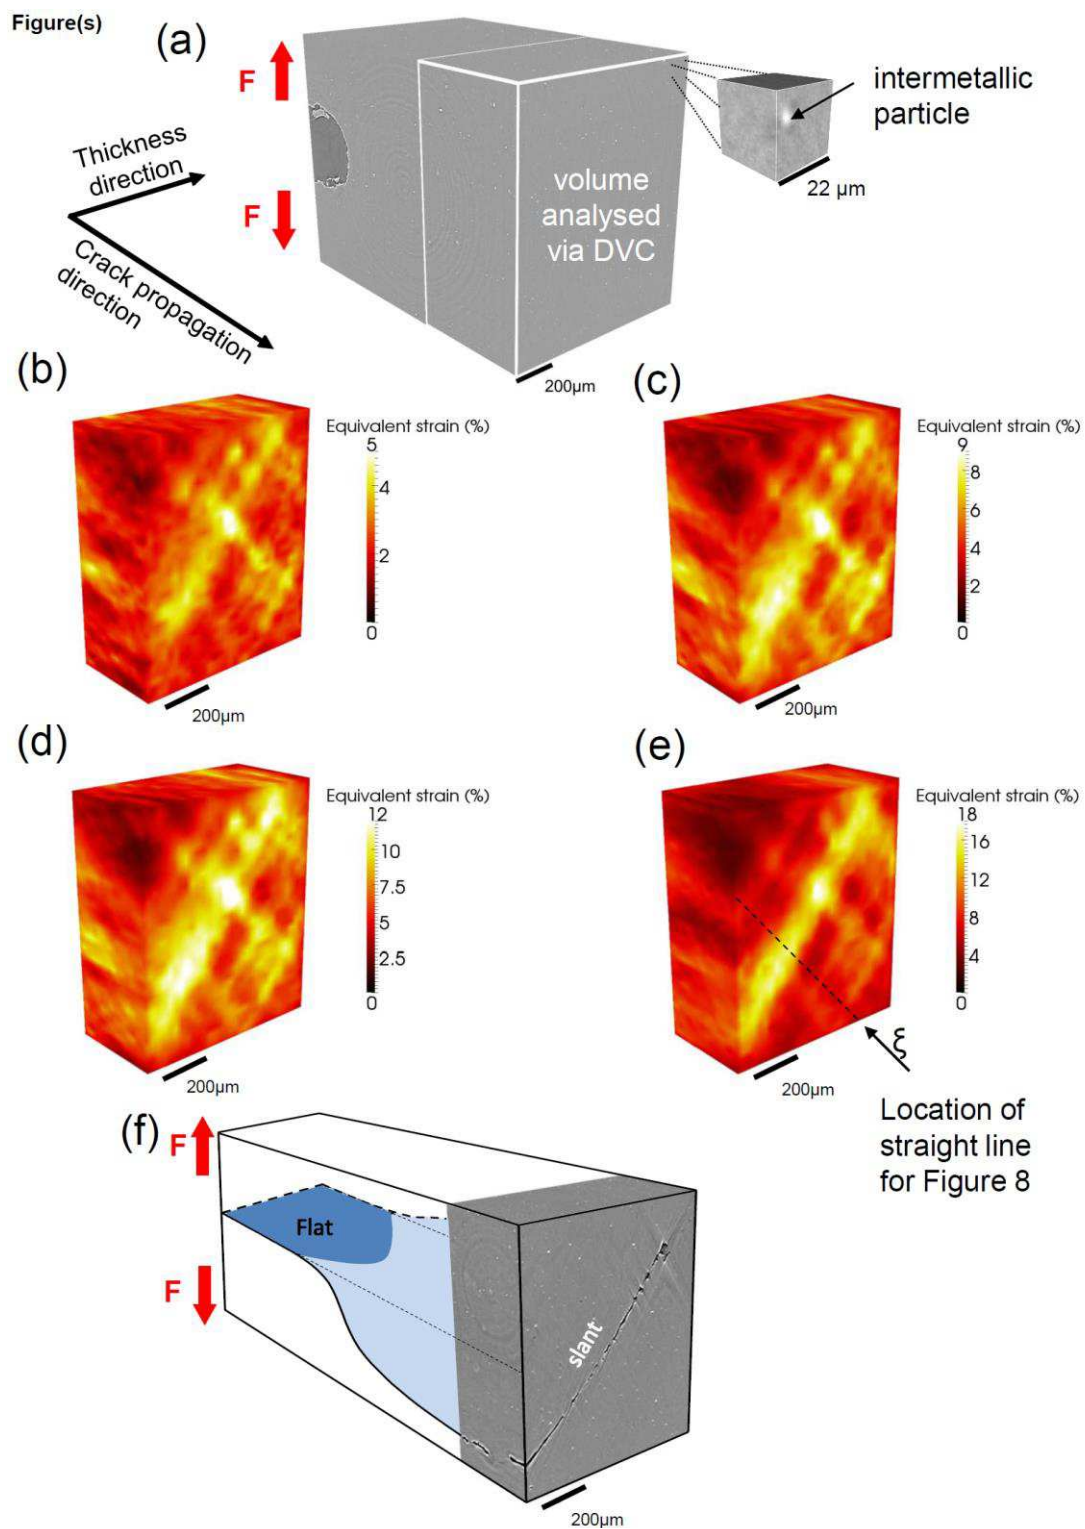 Figure(s)
(a)
F
F
Thickness
direction
Crack propagation
direction
volume
analysed
via DVC
intermetallic
particle
22 μm
200μm
(b)
Equivalent strain (%)
5
4
2
0
200μm
(c)
Equivalent strain (%)
9
8
6
4
2
0
200μm
(d)
Equivalent strain (%)
12
10
7.5
5
2.5
0
200μm
(e)
Equivalent strain (%)
18
16
12
8
4
0
200μm
ξ
Location of
straight line
for Figure 8
(f)
F
F
Flat
slant
200μm